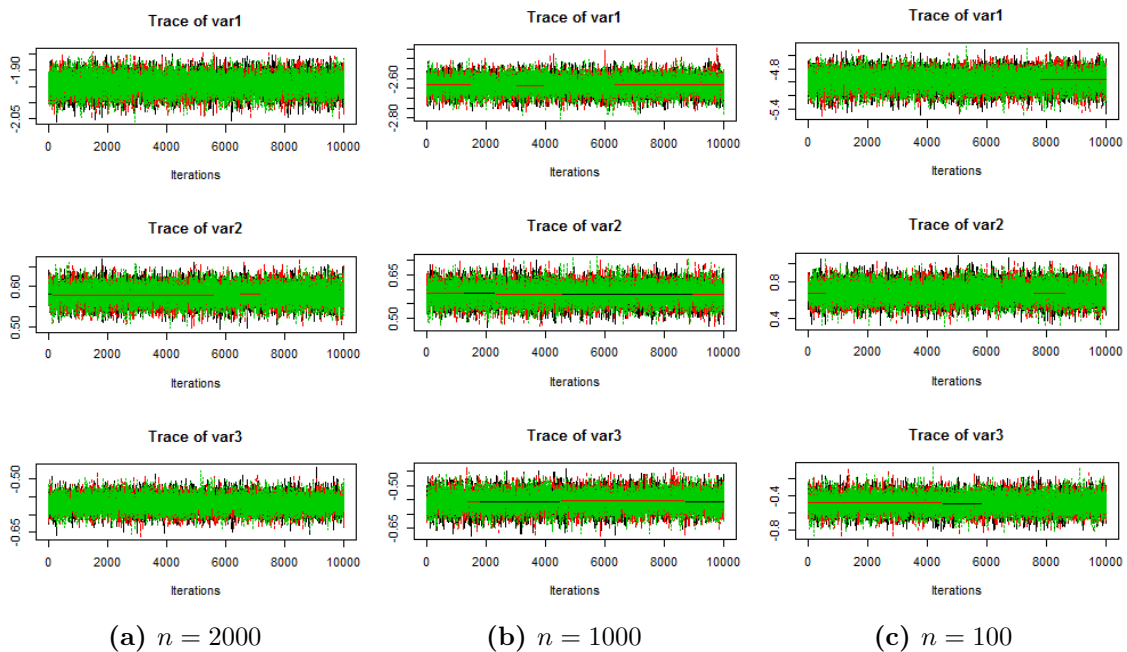 Trace of var1
-1.90
-2.05
0 2000 4000 6000 8000 10000
Iterations
Trace of var2
0.60
0.50
0 2000 4000 6000 8000 10000
Iterations
Trace of var3
-0.50
-0.65
0 2000 4000 6000 8000 10000
Iterations
(a) n = 2000
Trace of var1
-2.60
-2.80
0 2000 4000 6000 8000 10000
Iterations
Trace of var2
0.65
0.50
0 2000 4000 6000 8000 10000
Iterations
Trace of var3
-0.50
-0.65
0 2000 4000 6000 8000 10000
Iterations
(b) n = 1000
Trace of var1
-4.8
-5.4
0 2000 4000 6000 8000 10000
Iterations
Trace of var2
0.8
0.4
0 2000 4000 6000 8000 10000
Iterations
Trace of var3
-0.4
-0.8
0 2000 4000 6000 8000 10000
Iterations
(c) n = 100